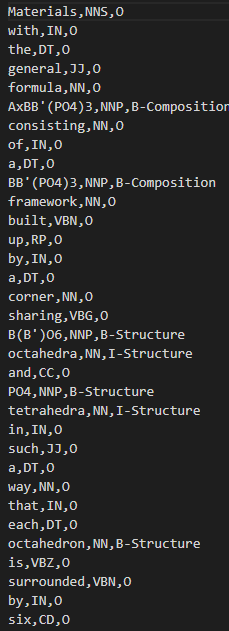 Materials,NNS,O
with,IN,O
the,DT,O
general,JJ,O
formula,NN,O
AxBB'(PO4)3,NNP,B-Composition
consisting,NN,O
of,IN,O
a,DT,O
BB'(PO4)3,NNP,B-Composition
framework,NN,O
built,VBN,O
up,RP,O
by,IN,O
a,DT,O
corner,NN,O
sharing,VBG,O
B(B')O6,NNP,B-Structure
octahedra,NN,I-Structure
and,CC,O
PO4,NNP,B-Structure
tetrahedra,NN,I-Structure
in,IN,O
such,JJ,O
a,DT,O
way,NN,O
that,IN,O
each,DT,O
octahedron,NN,B-Structure
is,VBZ,O
surrounded,VBN,O
by,IN,O
six,CD,O